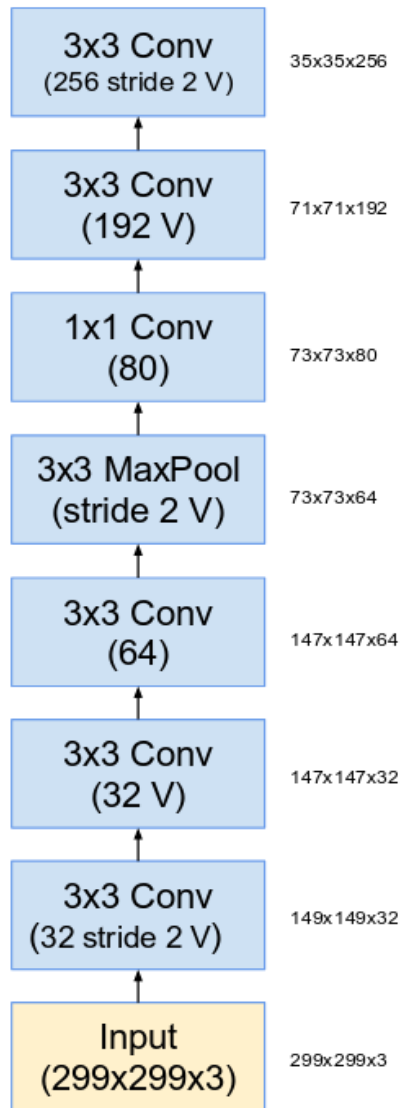 3x3 Conv
(256 stride 2 V)
35x35x256
3x3 Conv
(192 V)
71x71x192
1x1 Conv
(80)
73x73x80
3x3 MaxPool
(stride 2 V)
73x73x64
3x3 Conv
(64)
147x147x64
3x3 Conv
(32 V)
147x147x32
3x3 Conv
(32 stride 2 V)
149x149x32
Input
(299x299x3)
299x299x3